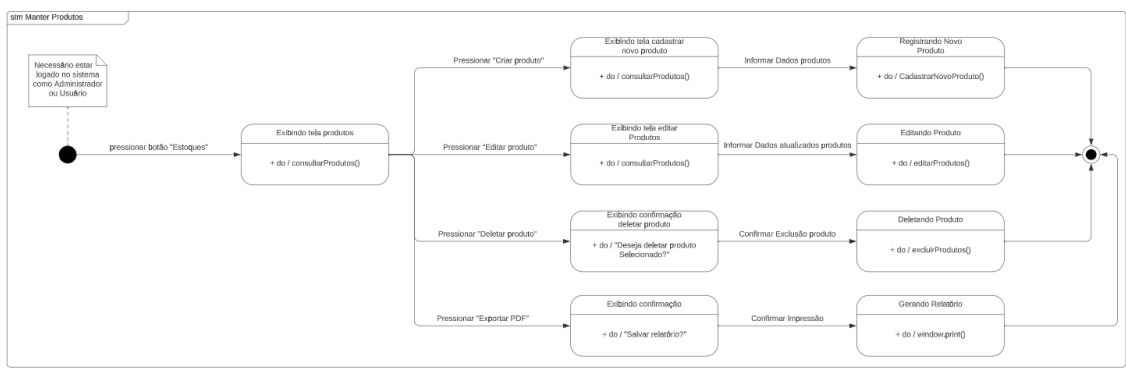 stm Manter Produtos
Necessário estar
logado no sistema
como Administrador
ou Usuário
pressionar botão "Estoques"
Exibindo tela produtos
+ do / consultarProdutos()
Pressionar "Criar produto"
Exibindo tela cadastrar
novo produto
+ do / consultarProdutos()
Informar Dados produtos
Registrando Novo
Produto
+ do / CadastrarNovoProduto()
Pressionar "Editar produto"
Exibindo tela editar
Produtos
+ do / consultarProdutos()
Informar Dados atualizados produtos
Editando Produto
+ do / editarProdutos()
Pressionar "Deletar produto"
Exibindo confirmação
deletar produto
+ do / "Deseja deletar produto
Selecionado?"
Confirmar Exclusão produto
Deletando Produto
+ do / excluirProdutos()
Pressionar "Exportar PDF"
Exibindo confirmação
+ do / "Salvar relatório?"
Confirmar impressão
Gerando Relatório
+ do / window.print()